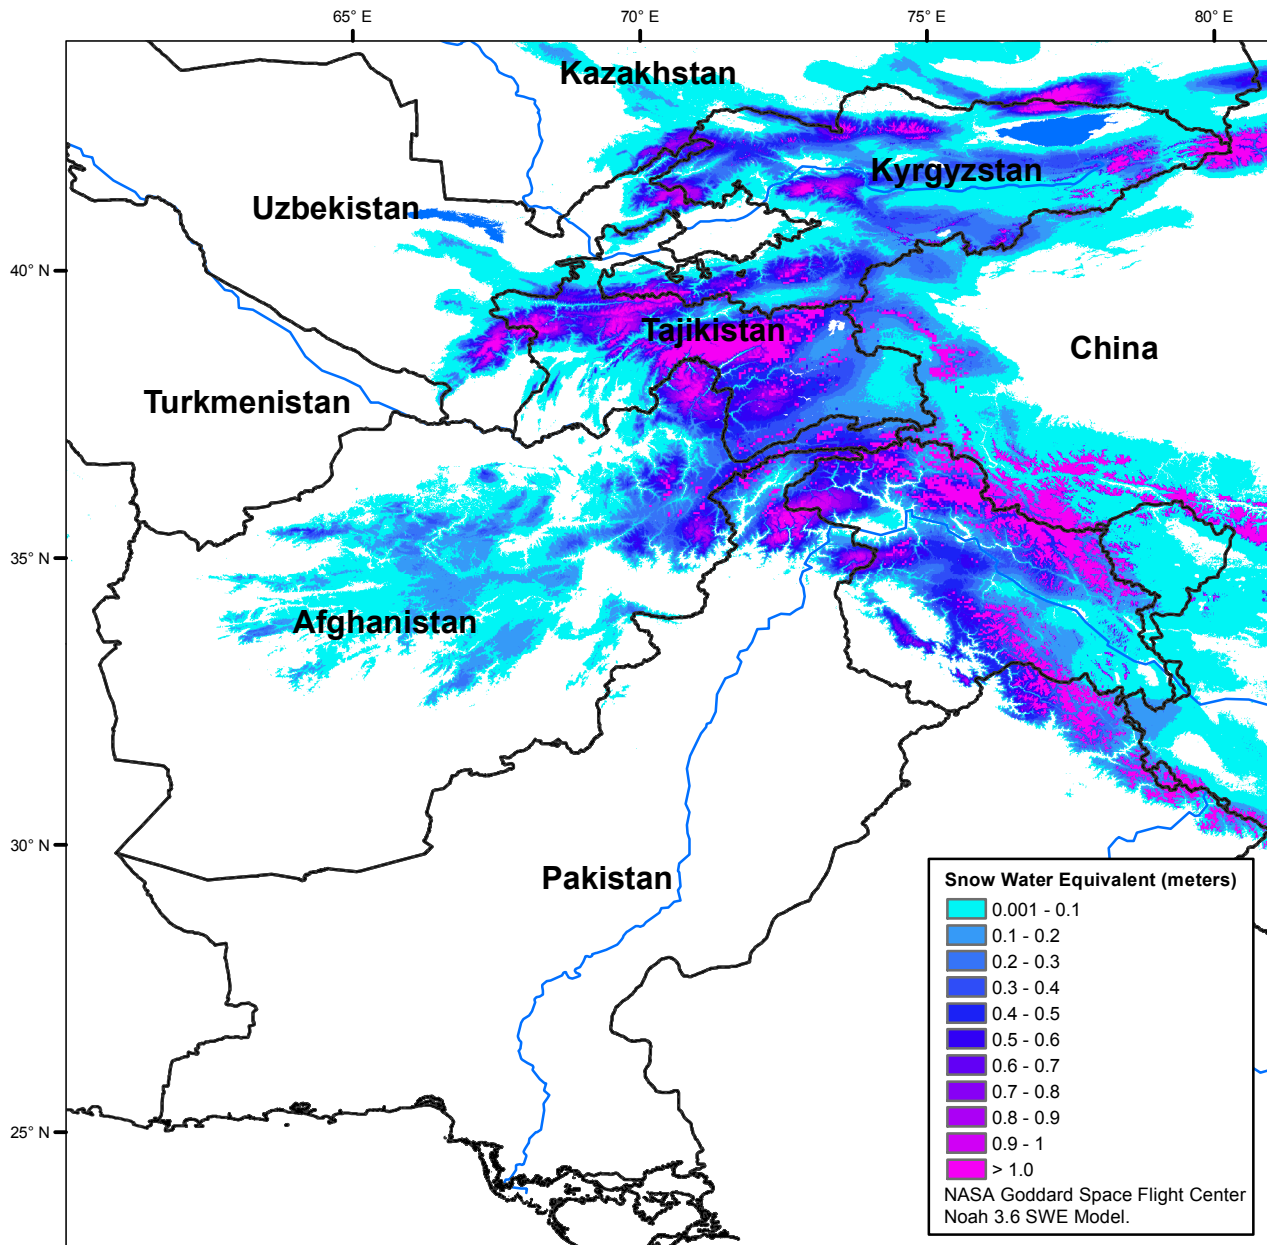 65° E
70° E
75° E
80° E
Kazakhstan
Kyrgyzstan
Uzbekistan
40° N
Tajikistan
China
Turkmenistan
35° N
Afghanistan
30° N
Pakistan
25° N
Snow Water Equivalent (meters)
0.001 - 0.1
0.1 - 0.2
0.2 - 0.3
0.3 - 0.4
0.4 - 0.5
0.5 - 0.6
0.6 - 0.7
0.7 - 0.8
0.8 - 0.9
0.9 - 1
> 1.0
NASA Goddard Space Flight Center
Noah 3.6 SWE Model.